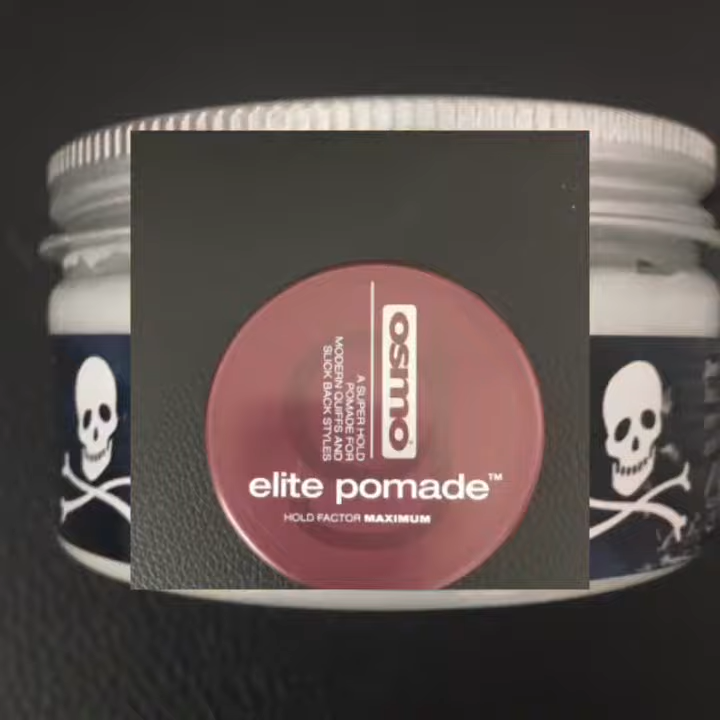 osmo
A SUPER HOLD
POMADE FOR
MODERN QUIFFS AND
SLICK BACK STYLES
elite pomade™
HOLD FACTOR MAXIMUM